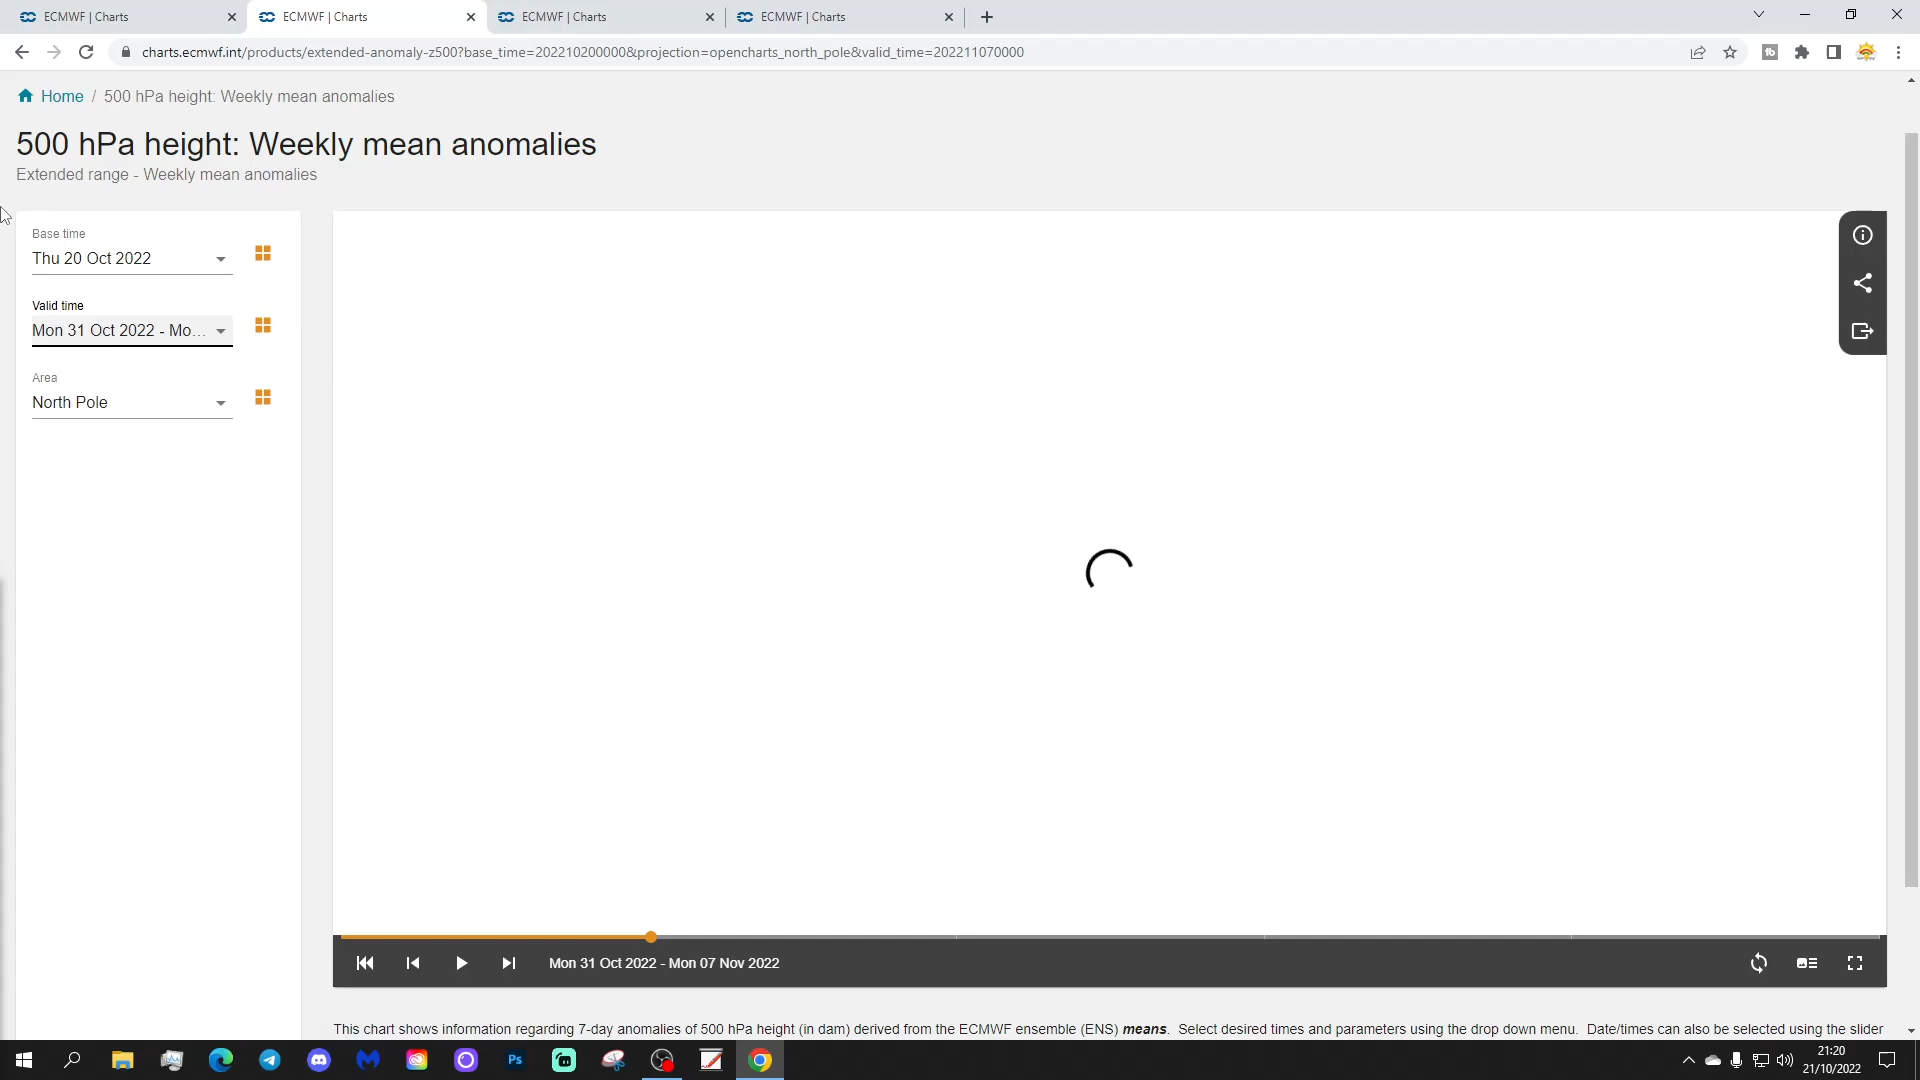 ECMWF | Charts
ECMWF | Charts
ECMWF | Charts
ECMWF | Charts
charts.ecmwf.int/products/extended-anomaly-z500?base_time=202210200000&projection=opencharts_north_pole&valid_time=202211070000
Home / 500 hPa height: Weekly mean anomalies
500 hPa height: Weekly mean anomalies
Extended range - Weekly mean anomalies
Base time
Thu 20 Oct 2022
Valid time
Mon 31 Oct 2022 - Mo...
Area
North Pole
Mon 31 Oct 2022 - Mon 07 Nov 2022
This chart shows information regarding 7-day anomalies of 500 hPa height (in dam) derived from the ECMWF ensemble (ENS) means. Select desired times and parameters using the drop down menu. Date/times can also be selected using the slider
Ps
21:20
21/10/2022